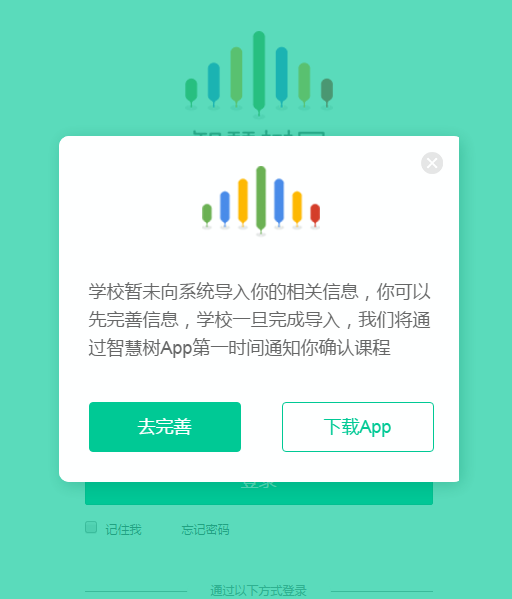 学校暂未向系统导入你的相关信息，你可以
先完善信息，学校一旦完成导入，我们将通
过智慧树App第一时间通知你确认课程
去完善
下载App
登录
记住我
忘记密码
通过以下方式登录